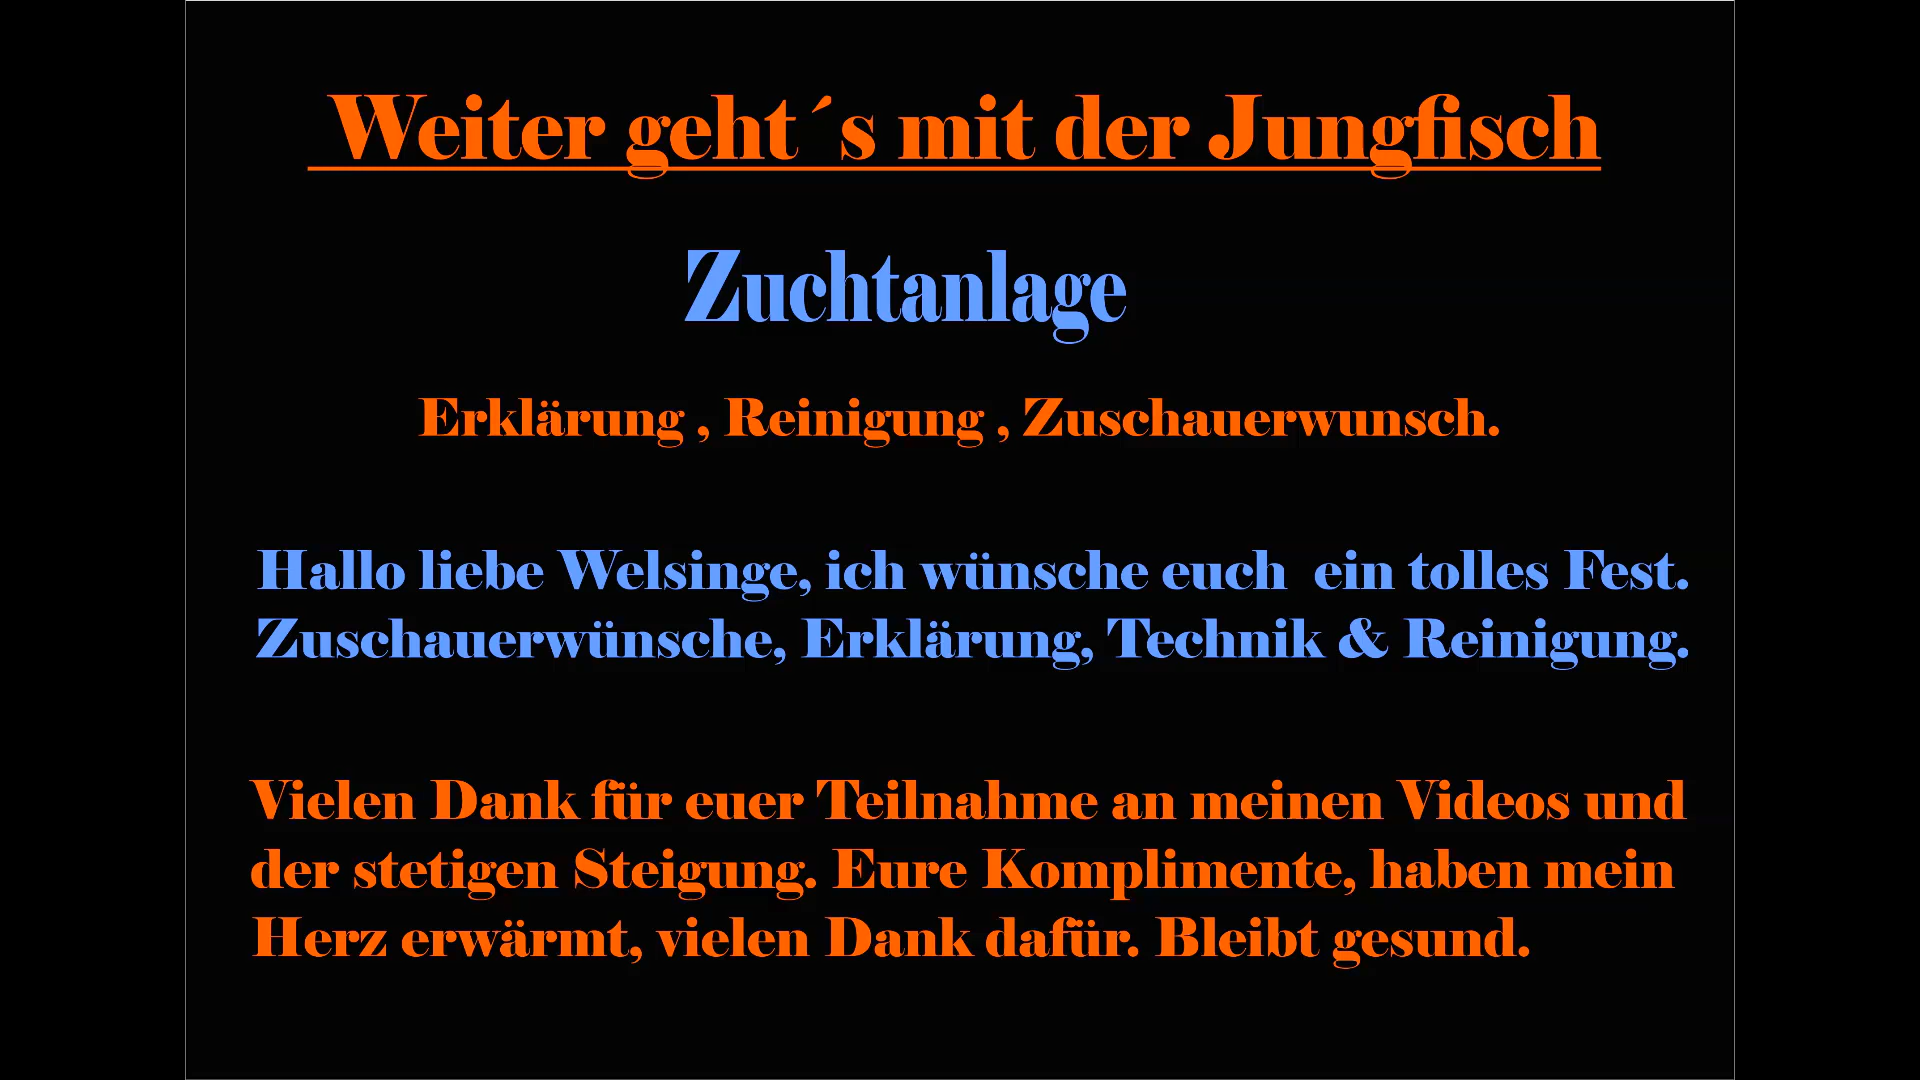 Weiter geht´s mit der Jungfisch
Zuchtanlage
Erklärung , Reinigung , Zuschauerwunsch.
Hallo liebe Welsinge, ich wünsche euch  ein tolles Fest.
Zuschauerwünsche, Erklärung, Technik & Reinigung.
Vielen Dank für euer Teilnahme an meinen Videos und
der stetigen Steigung. Eure Komplimente, haben mein
Herz erwärmt, vielen Dank dafür. Bleibt gesund.